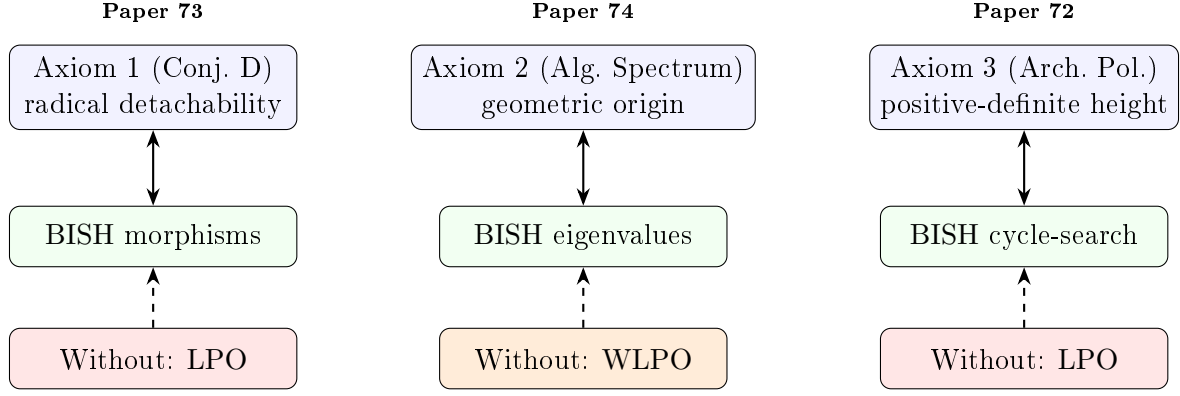 Paper 73
Axiom 1 (Conj. D)
radical detachability
BISH morphisms
Without: LPO
Paper 74
Axiom 2 (Alg. Spectrum)
geometric origin
BISH eigenvalues
Without: WLPO
Paper 72
Axiom 3 (Arch. Pol.)
positive-definite height
BISH cycle-search
Without: LPO